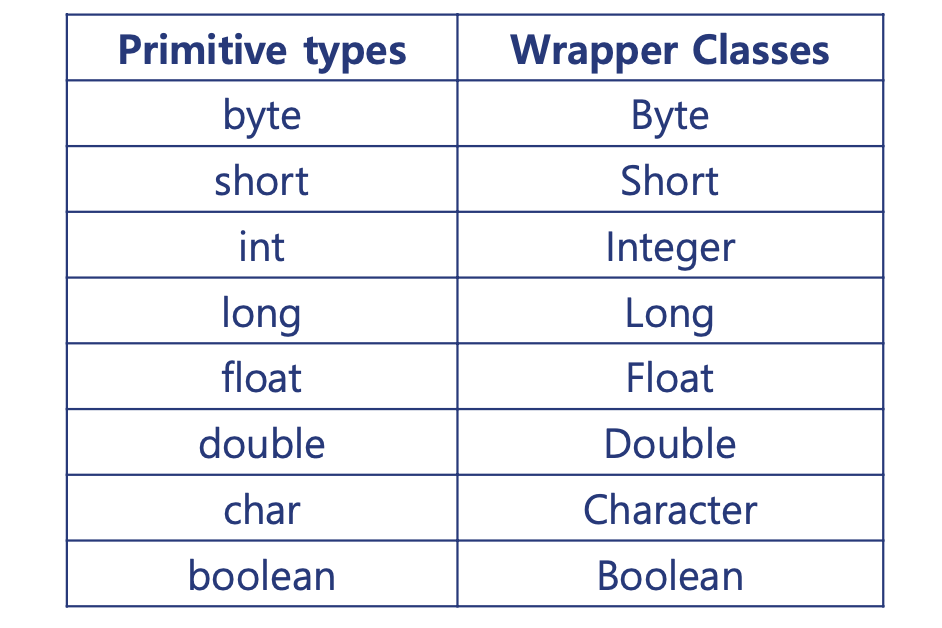 Primitive types Wrapper Classes
byte Byte
short Short
int Integer
long Long
float Float
double Double
char Character
boolean Boolean